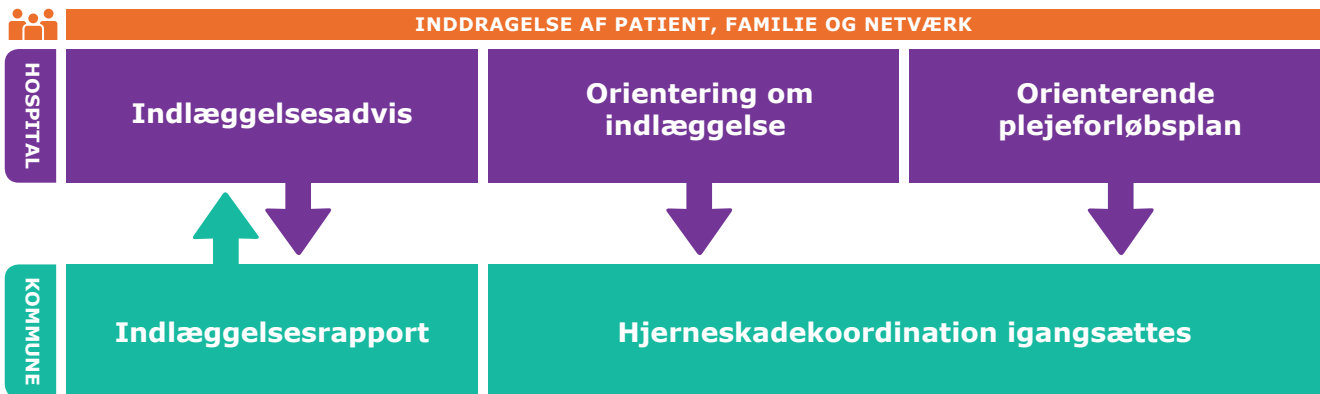 INDDRAGELSE AF PATIENT, FAMILIE OG NETVÆRK
HOSPITAL
Indlæggelsesadvis
Orientering om
indlæggelse
Orienterende
plejeforløbsplan
KOMMUNE
Indlæggelsesrapport
Hjerneskadekoordination igangsættes